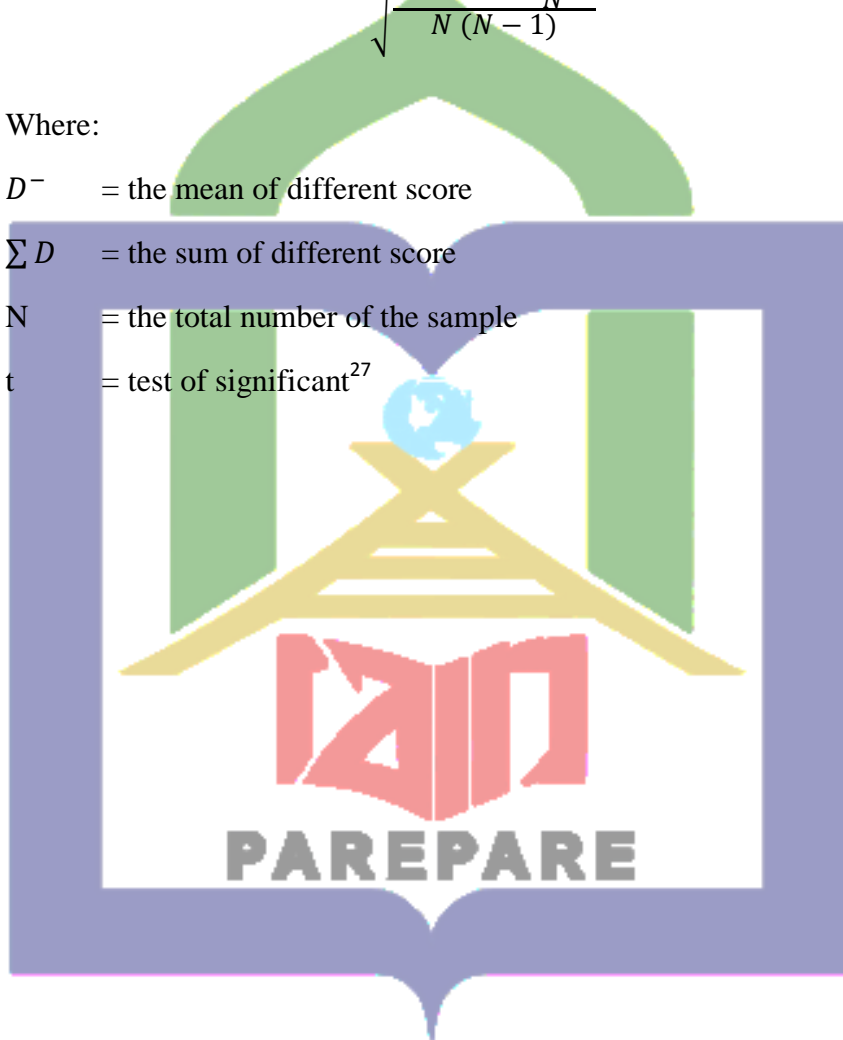 √ N
N (N − 1)
Where:
D⁻ = the mean of different score
∑ D = the sum of different score
N = the total number of the sample
t = test of significant²⁷
iain
PAREPARE